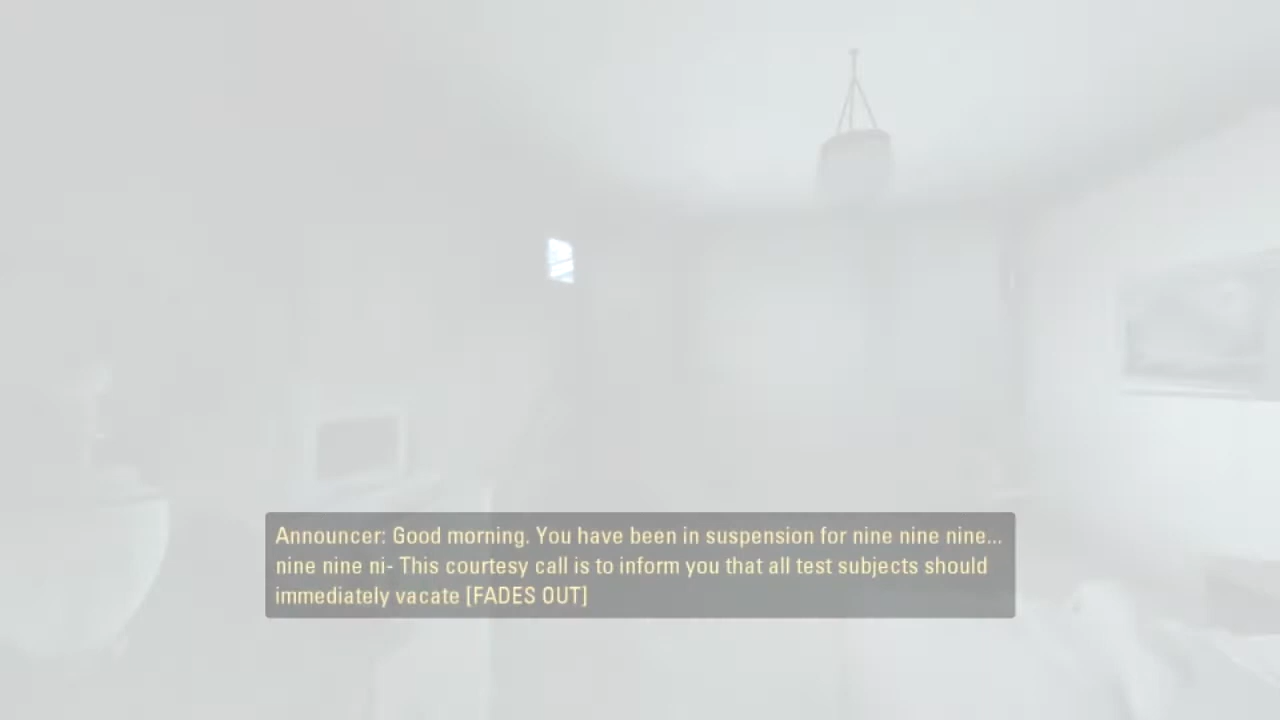 Announcer: Good morning. You have been in suspension for nine nine nine...
nine nine ni- This courtesy call is to inform you that all test subjects should
immediately vacate [FADES OUT]